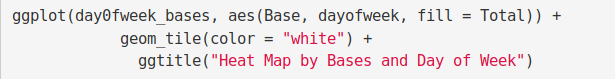 ggplot(day0fweek_bases, aes(Base, dayofweek, fill = Total)) +
geom_tile(color = "white") +
ggtitle("Heat Map by Bases and Day of Week")